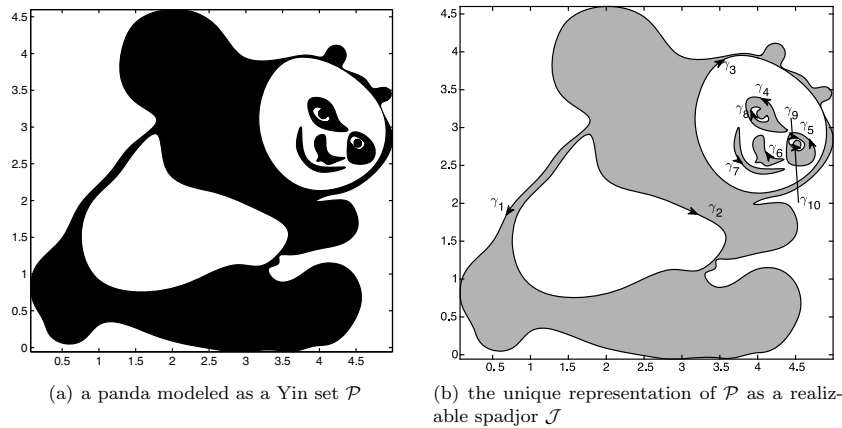 4.5
4
3.5
3
2.5
2
1.5
1
0.5
0
0.5 1 1.5 2 2.5 3 3.5 4 4.5
(a) a panda modeled as a Yin set 𝒫
4.5
4
3.5
3
2.5
2
1.5
1
0.5
0
γ3
γ4
γ8
γ9
γ5
γ6
γ7
γ10
γ1
γ2
0.5 1 1.5 2 2.5 3 3.5 4 4.5
(b) the unique representation of 𝒫 as a realiz-
able spadjor 𝒥